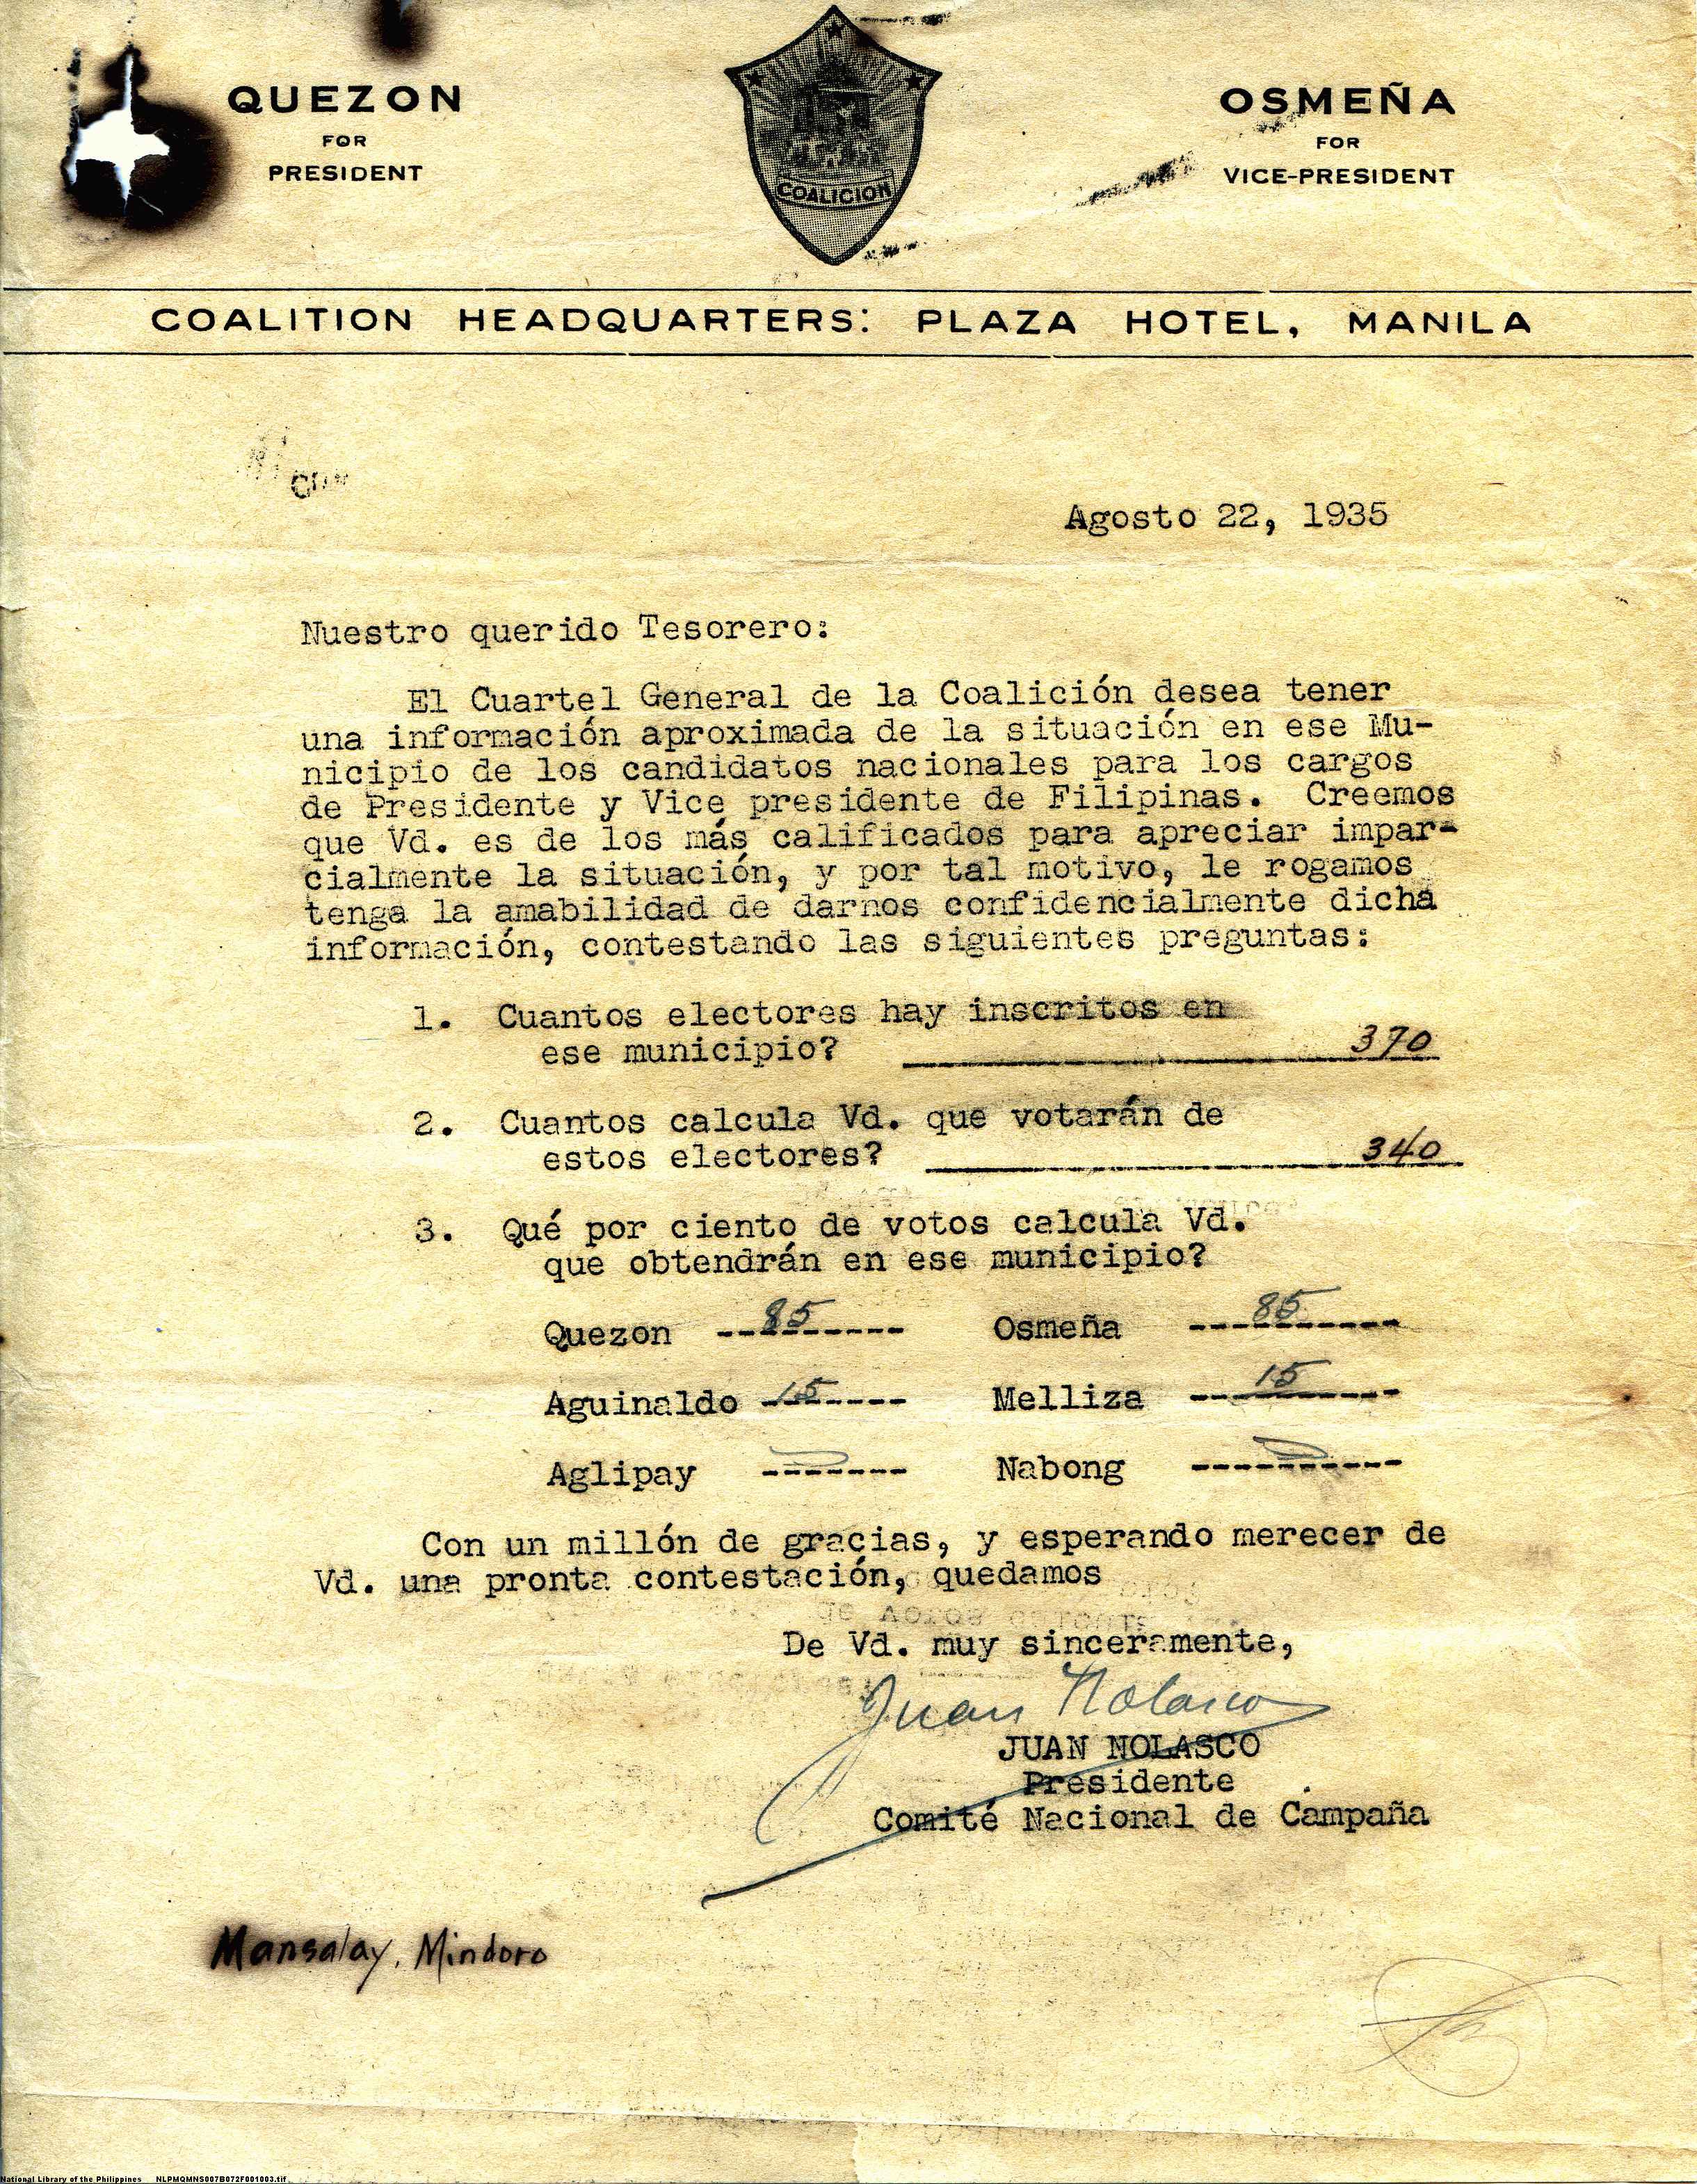 QUEZON
FOR
PRESIDENT
COALICION
OSMEÑA
FOR
VICE-PRESIDENT
COALITION HEADQUARTERS: PLAZA HOTEL, MANILA
Agosto 22, 1935
Nuestro querido Tesorero:
El Cuartel General de la Coalición desea tener
una información aproximada de la situación en ese Mu-
nicipio de los candidatos nacionales para los cargos
de Presidente y Vice presidente de Filipinas. Creemos
que Vd. es de los más calificados para apreciar impar-
cialmente la situación, y por tal motivo, le rogamos
tenga la amabilidad de darnos confidencialmente dicha
información, contestando las siguientes preguntas:
1. Cuantos electores hay inscritos en
ese municipio? 370
2. Cuantos calcula Vd. que votarán de
estos electores? 340
3. Qué por ciento de votos calcula Vd.
que obtendrán en ese municipio?
Quezon 85 Osmeña 85
Aguinaldo 15 Melliza 15
Aglipay Nabong
Con un millón de gracias, y esperando merecer de
Vd. una pronta contestación, quedamos
De Vd. muy sinceramente,
Juan Nolasco
JUAN NOLASCO
Presidente
Comité Nacional de Campaña
Mansalay, Mindoro
National Library of the Philippines NLPMQMNS007B072F001003.tif